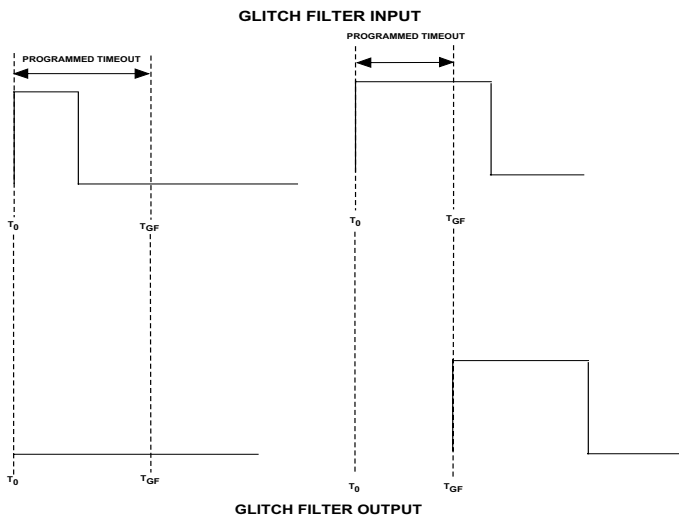 GLITCH FILTER INPUT
PROGRAMMED TIMEOUT
PROGRAMMED TIMEOUT
T0
TGF
T0
TGF
T0
TGF
T0
TGF
GLITCH FILTER OUTPUT